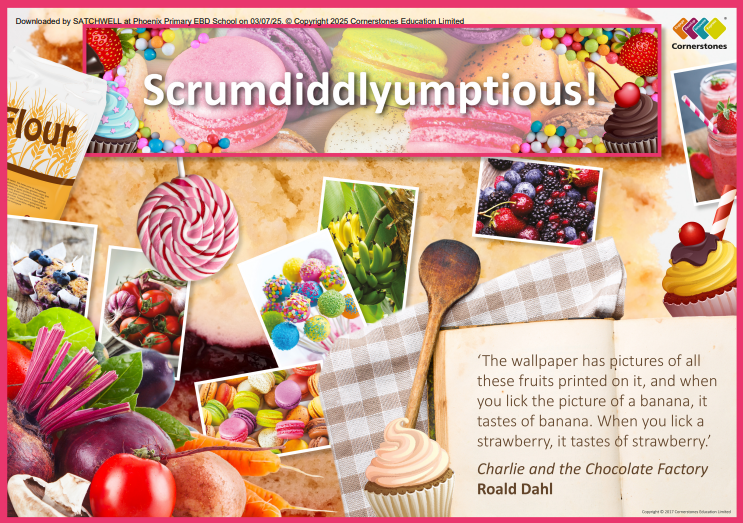 Downloaded by SATCHWELL at Phoenix Primary EBD School on 03/07/25. © Copyright 2025 Cornerstones Education Limited
Cornerstones
Scrumdiddlyumptious!
Flour
‘The wallpaper has pictures of all
these fruits printed on it, and when
you lick the picture of a banana, it
tastes of banana. When you lick a
strawberry, it tastes of strawberry.’
Charlie and the Chocolate Factory
Roald Dahl
Copyright © 2017 Cornerstones Education Limited